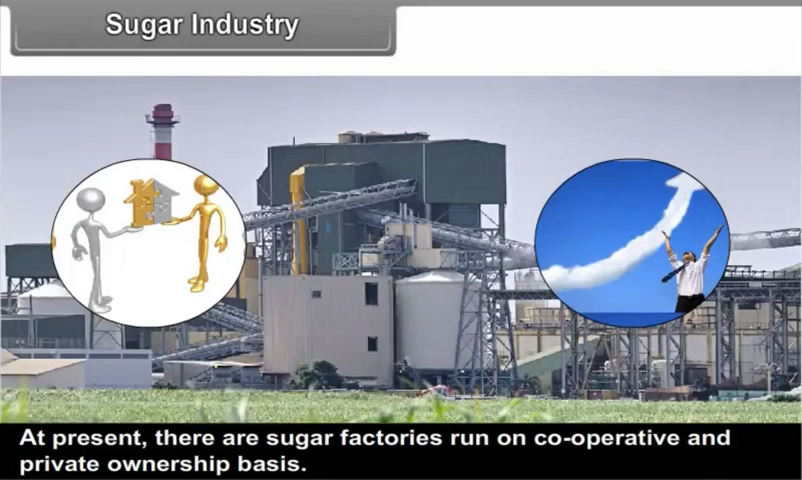 Sugar Industry
At present, there are sugar factories run on co-operative and
private ownership basis.